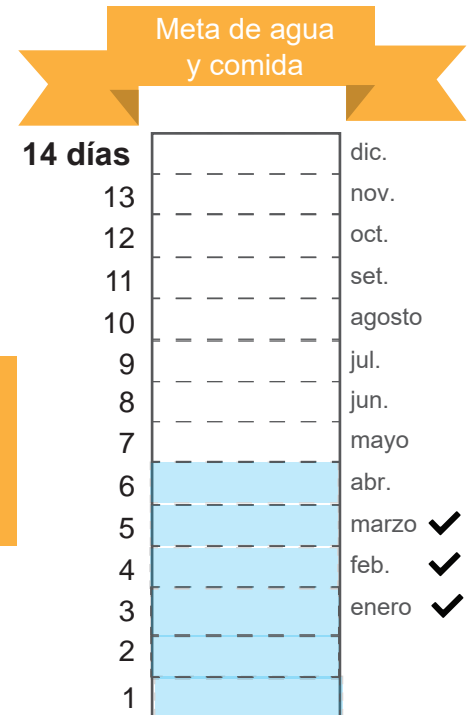 Meta de agua
y comida
14 días dic.
13 nov.
12 oct.
11 set.
10 agosto
9 jul.
8 jun.
7 mayo
6 abr.
5 marzo
4 feb.
3 enero
2
1